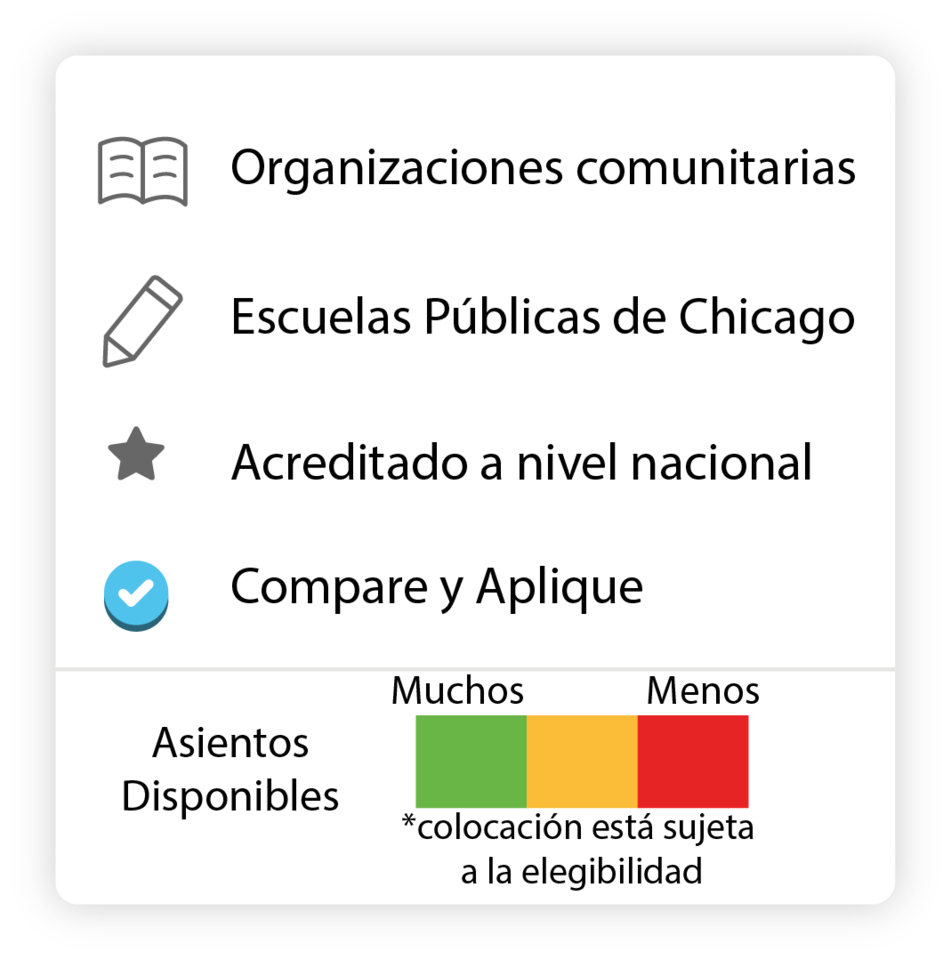 Organizaciones comunitarias
Escuelas Públicas de Chicago
Acreditado a nivel nacional
Compare y Aplique
Muchos Menos
Asientos
Disponibles
*colocación está sujeta
a la elegibilidad